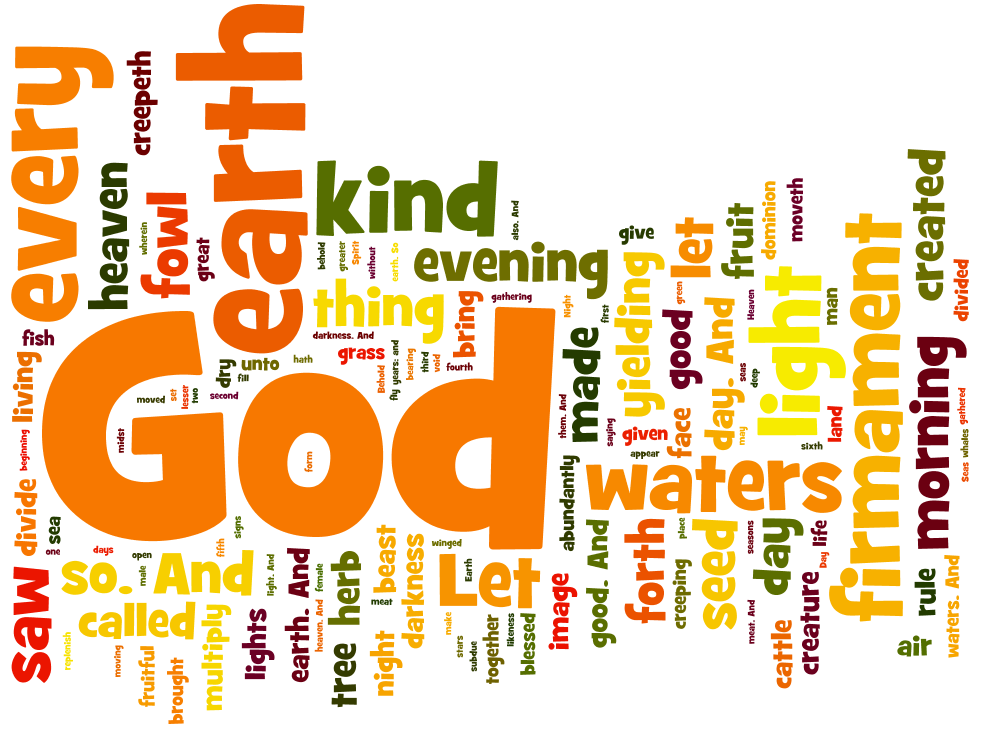 every
creepeth
earth
heaven
wherein
fowl
great
kind
also. And
behold
greater
Spirit
without
earth. So
evening
thing
gathering
Night
first
darkness. And
grass
bring
fish
living
God
dry
unto
fill
hath
Behold
fly
years: and
bearing
third
void
fourth
moved
set
lesser
two
second
midst
form
beginning
divide
sea
one
give
let
fruit
dominion
moveth
created
divided
yielding
green
good
Heaven
light
man
firmament
made
day. And
seas
deep
morning
gathered
whales
Seas
them. And
saying
given
face
may
appear
sixth
land
waters
abundantly
saw
days
open
fifth
signs
so. And
male
light. And
earth. And
female
herb
beast
darkness
winged
Let
Earth
called
replenish
moving
fruitful
brought
multiply
lights
heaven. And
tree
meat
night
make
stars
subdue
together
likeness
blessed
image
good. And
forth
place
creeping
seed
seasons
day
life
Day
meat. And
cattle
creature
rule
air
waters. And